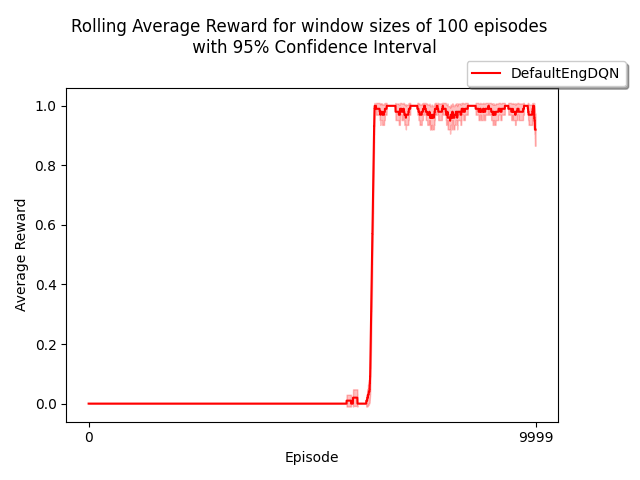 Rolling Average Reward for window sizes of 100 episodes
with 95% Confidence Interval
DefaultEngDQN
1.0
0.8
0.6
0.4
0.2
0.0
Average Reward
0
9999
Episode